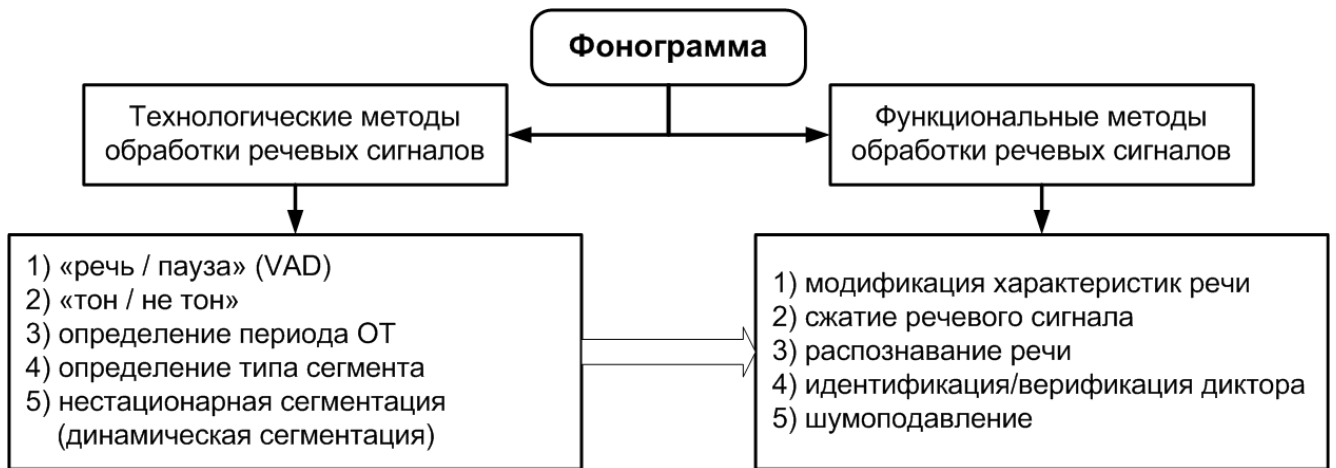 Фонограмма
Технологические методы
обработки речевых сигналов
Функциональные методы
обработки речевых сигналов
1) «речь / пауза» (VAD)
2) «тон / не тон»
3) определение периода ОТ
4) определение типа сегмента
5) нестационарная сегментация
(динамическая сегментация)
1) модификация характеристик речи
2) сжатие речевого сигнала
3) распознавание речи
4) идентификация/верификация диктора
5) шумоподавление